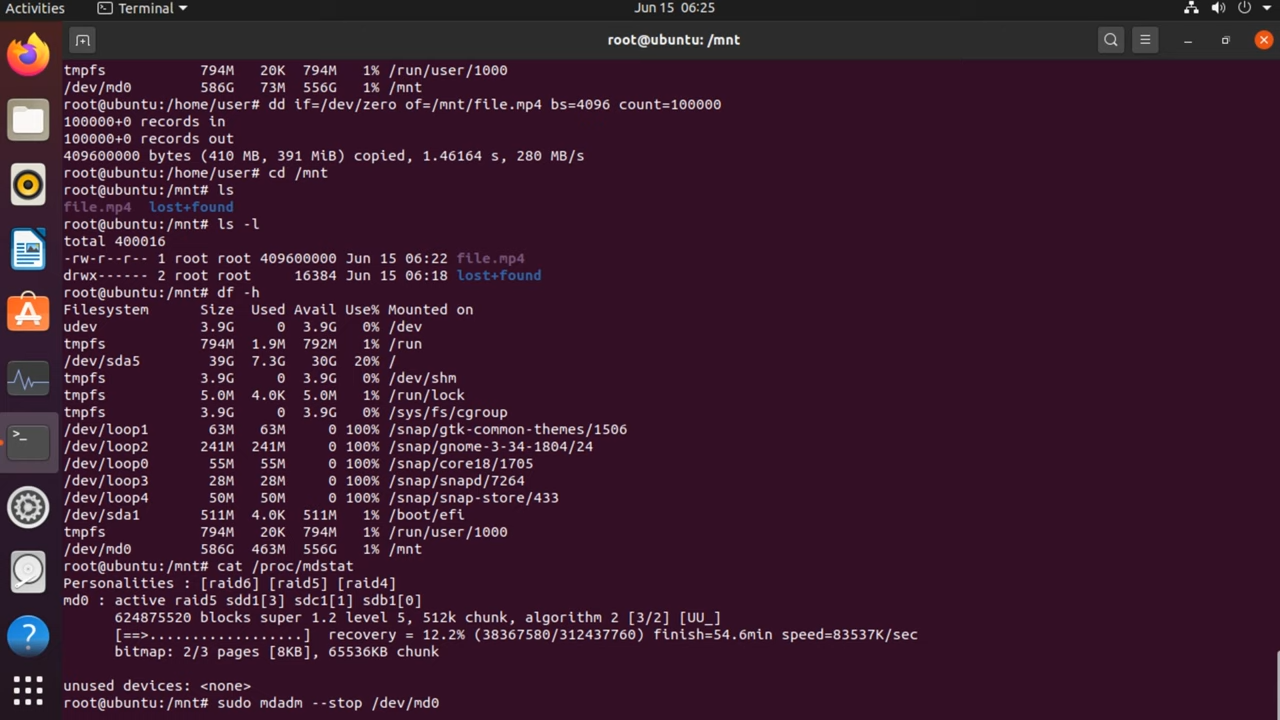 Activities Terminal Jun 15 06:25
root@ubuntu: /mnt
tmpfs 794M 20K 794M 1% /run/user/1000
/dev/md0 586G 73M 556G 1% /mnt
root@ubuntu:/home/user# dd if=/dev/zero of=/mnt/file.mp4 bs=4096 count=100000
100000+0 records in
100000+0 records out
409600000 bytes (410 MB, 391 MiB) copied, 1.46164 s, 280 MB/s
root@ubuntu:/home/user# cd /mnt
root@ubuntu:/mnt# ls
file.mp4 lost+found
root@ubuntu:/mnt# ls -l
total 400016
-rw-r--r-- 1 root root 409600000 Jun 15 06:22 file.mp4
drwx------ 2 root root 16384 Jun 15 06:18 lost+found
root@ubuntu:/mnt# df -h
Filesystem Size Used Avail Use% Mounted on
udev 3.9G 0 3.9G 0% /dev
tmpfs 794M 1.9M 792M 1% /run
/dev/sda5 39G 7.3G 30G 20% /
tmpfs 3.9G 0 3.9G 0% /dev/shm
tmpfs 5.0M 4.0K 5.0M 1% /run/lock
tmpfs 3.9G 0 3.9G 0% /sys/fs/cgroup
/dev/loop1 63M 63M 0 100% /snap/gtk-common-themes/1506
/dev/loop2 241M 241M 0 100% /snap/gnome-3-34-1804/24
/dev/loop0 55M 55M 0 100% /snap/core18/1705
/dev/loop3 28M 28M 0 100% /snap/snapd/7264
/dev/loop4 50M 50M 0 100% /snap/snap-store/433
/dev/sda1 511M 4.0K 511M 1% /boot/efi
tmpfs 794M 20K 794M 1% /run/user/1000
/dev/md0 586G 463M 556G 1% /mnt
root@ubuntu:/mnt# cat /proc/mdstat
Personalities : [raid6] [raid5] [raid4]
md0 : active raid5 sdd1[3] sdc1[1] sdb1[0]
624875520 blocks super 1.2 level 5, 512k chunk, algorithm 2 [3/2] [UU_]
[==>..................] recovery = 12.2% (38367580/312437760) finish=54.6min speed=83537K/sec
bitmap: 2/3 pages [8KB], 65536KB chunk
unused devices: <none>
root@ubuntu:/mnt# sudo mdadm --stop /dev/md0